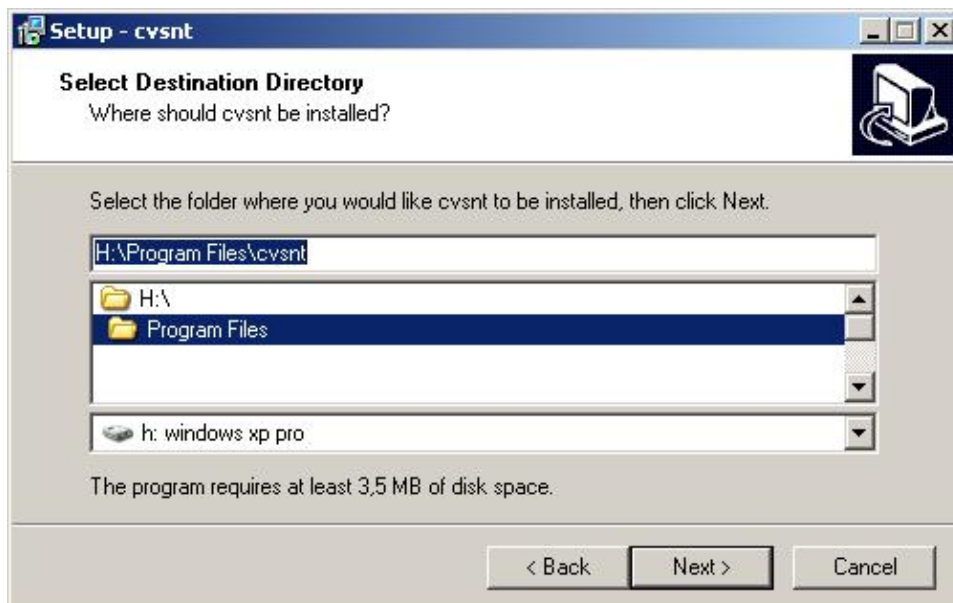 Setup - cvsnt
Select Destination Directory
Where should cvsnt be installed?
Select the folder where you would like cvsnt to be installed, then click Next.
H:\Program Files\cvsnt
H:\
Program Files
h: windows xp pro
The program requires at least 3,5 MB of disk space.
< Back Next > Cancel